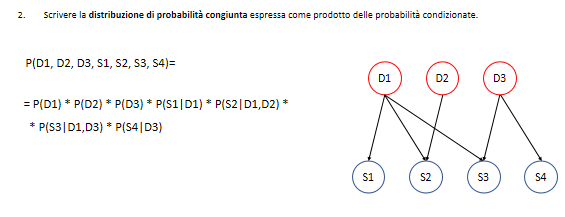 2. Scrivere la distribuzione di probabilità congiunta espressa come prodotto delle probabilità condizionate.
P(D1, D2, D3, S1, S2, S3, S4)=
= P(D1) * P(D2) * P(D3) * P(S1|D1) * P(S2|D1,D2) *
* P(S3|D1,D3) * P(S4|D3)
D1 D2 D3
S1 S2 S3 S4